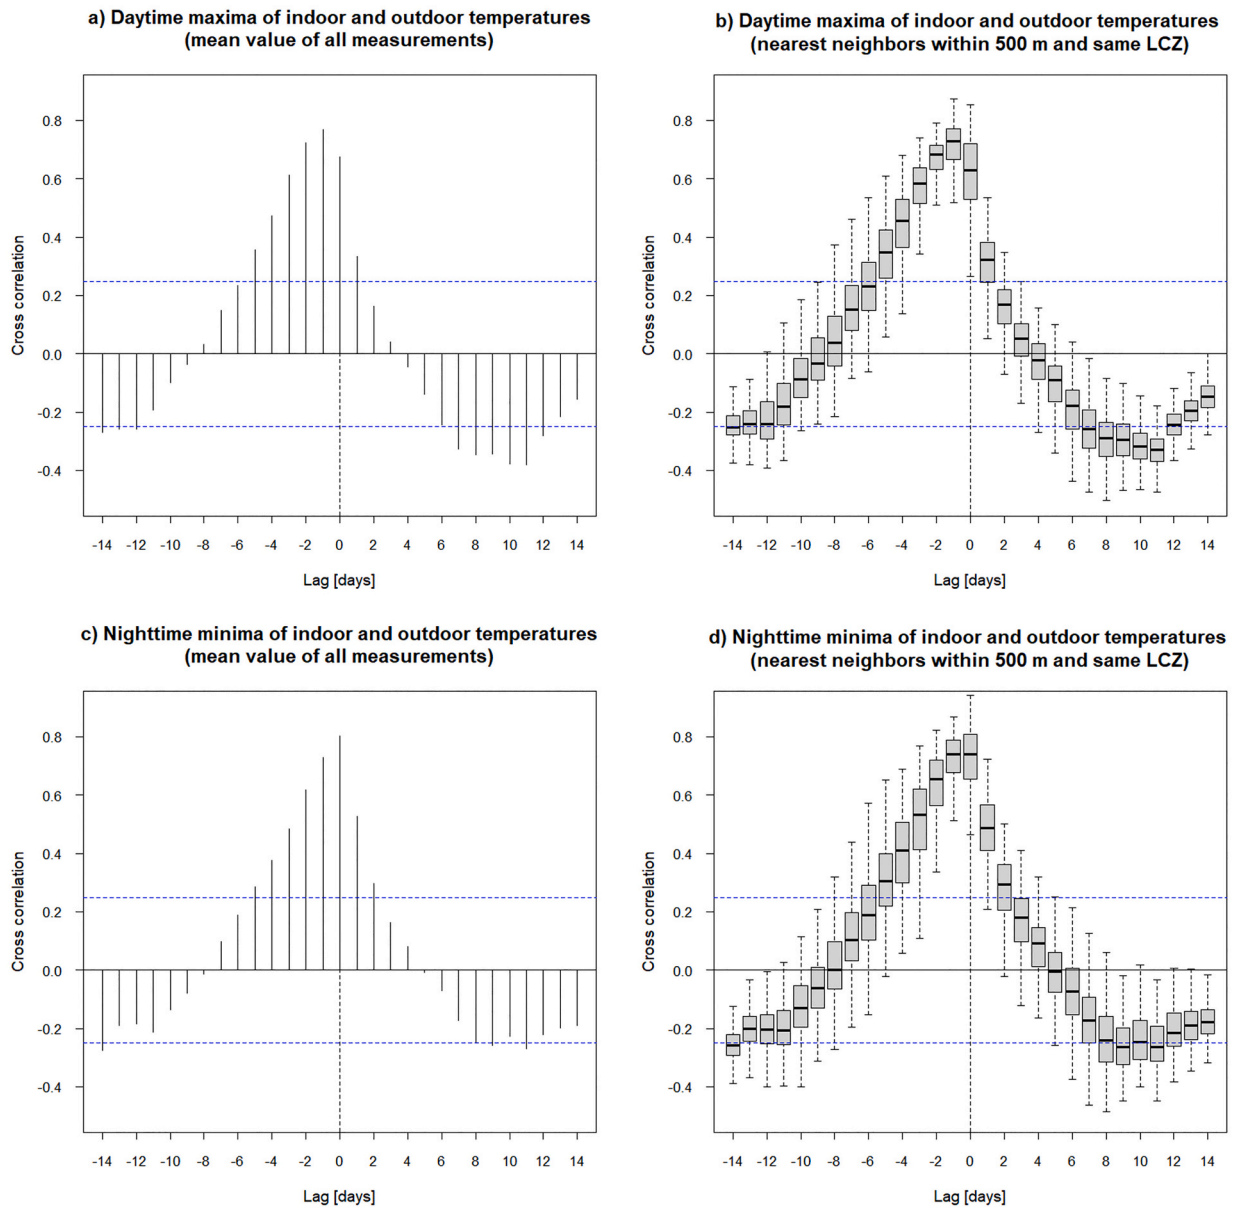 a) Daytime maxima of indoor and outdoor temperatures
(mean value of all measurements)
Cross correlation
0.8
0.6
0.4
0.2
0.0
-0.2
-0.4
-14 -12 -10 -8 -6 -4 -2 0 2 4 6 8 10 12 14
Lag [days]
b) Daytime maxima of indoor and outdoor temperatures
(nearest neighbors within 500 m and same LCZ)
Cross correlation
0.8
0.6
0.4
0.2
0.0
-0.2
-0.4
-14 -12 -10 -8 -6 -4 -2 0 2 4 6 8 10 12 14
Lag [days]
c) Nighttime minima of indoor and outdoor temperatures
(mean value of all measurements)
Cross correlation
0.8
0.6
0.4
0.2
0.0
-0.2
-0.4
-14 -12 -10 -8 -6 -4 -2 0 2 4 6 8 10 12 14
Lag [days]
d) Nighttime minima of indoor and outdoor temperatures
(nearest neighbors within 500 m and same LCZ)
Cross correlation
0.8
0.6
0.4
0.2
0.0
-0.2
-0.4
-14 -12 -10 -8 -6 -4 -2 0 2 4 6 8 10 12 14
Lag [days]